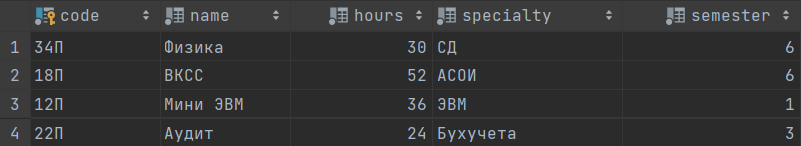 code name hours specialty semester
1 34П Физика 30 СД 6
2 18П ВКСС 52 АСОИ 6
3 12П Мини ЭВМ 36 ЭВМ 1
4 22П Аудит 24 Бухучета 3